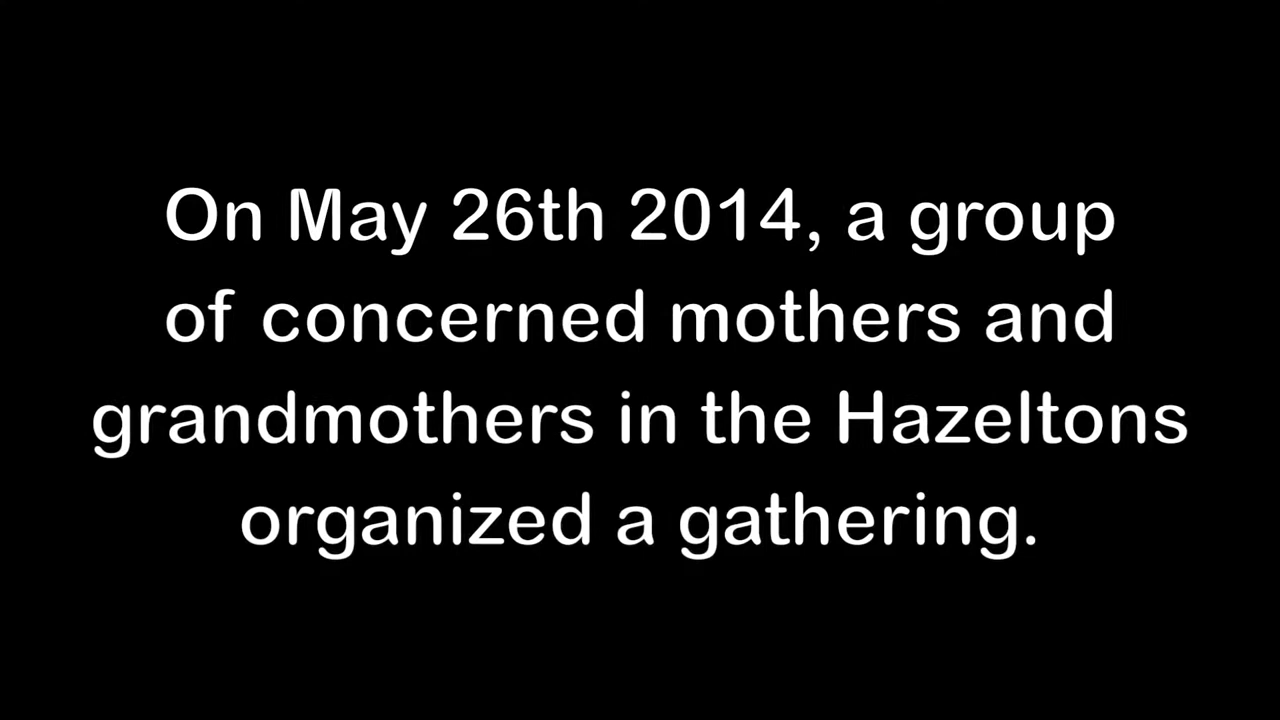 On May 26th 2014, a group
of concerned mothers and
grandmothers in the Hazeltons
organized a gathering.